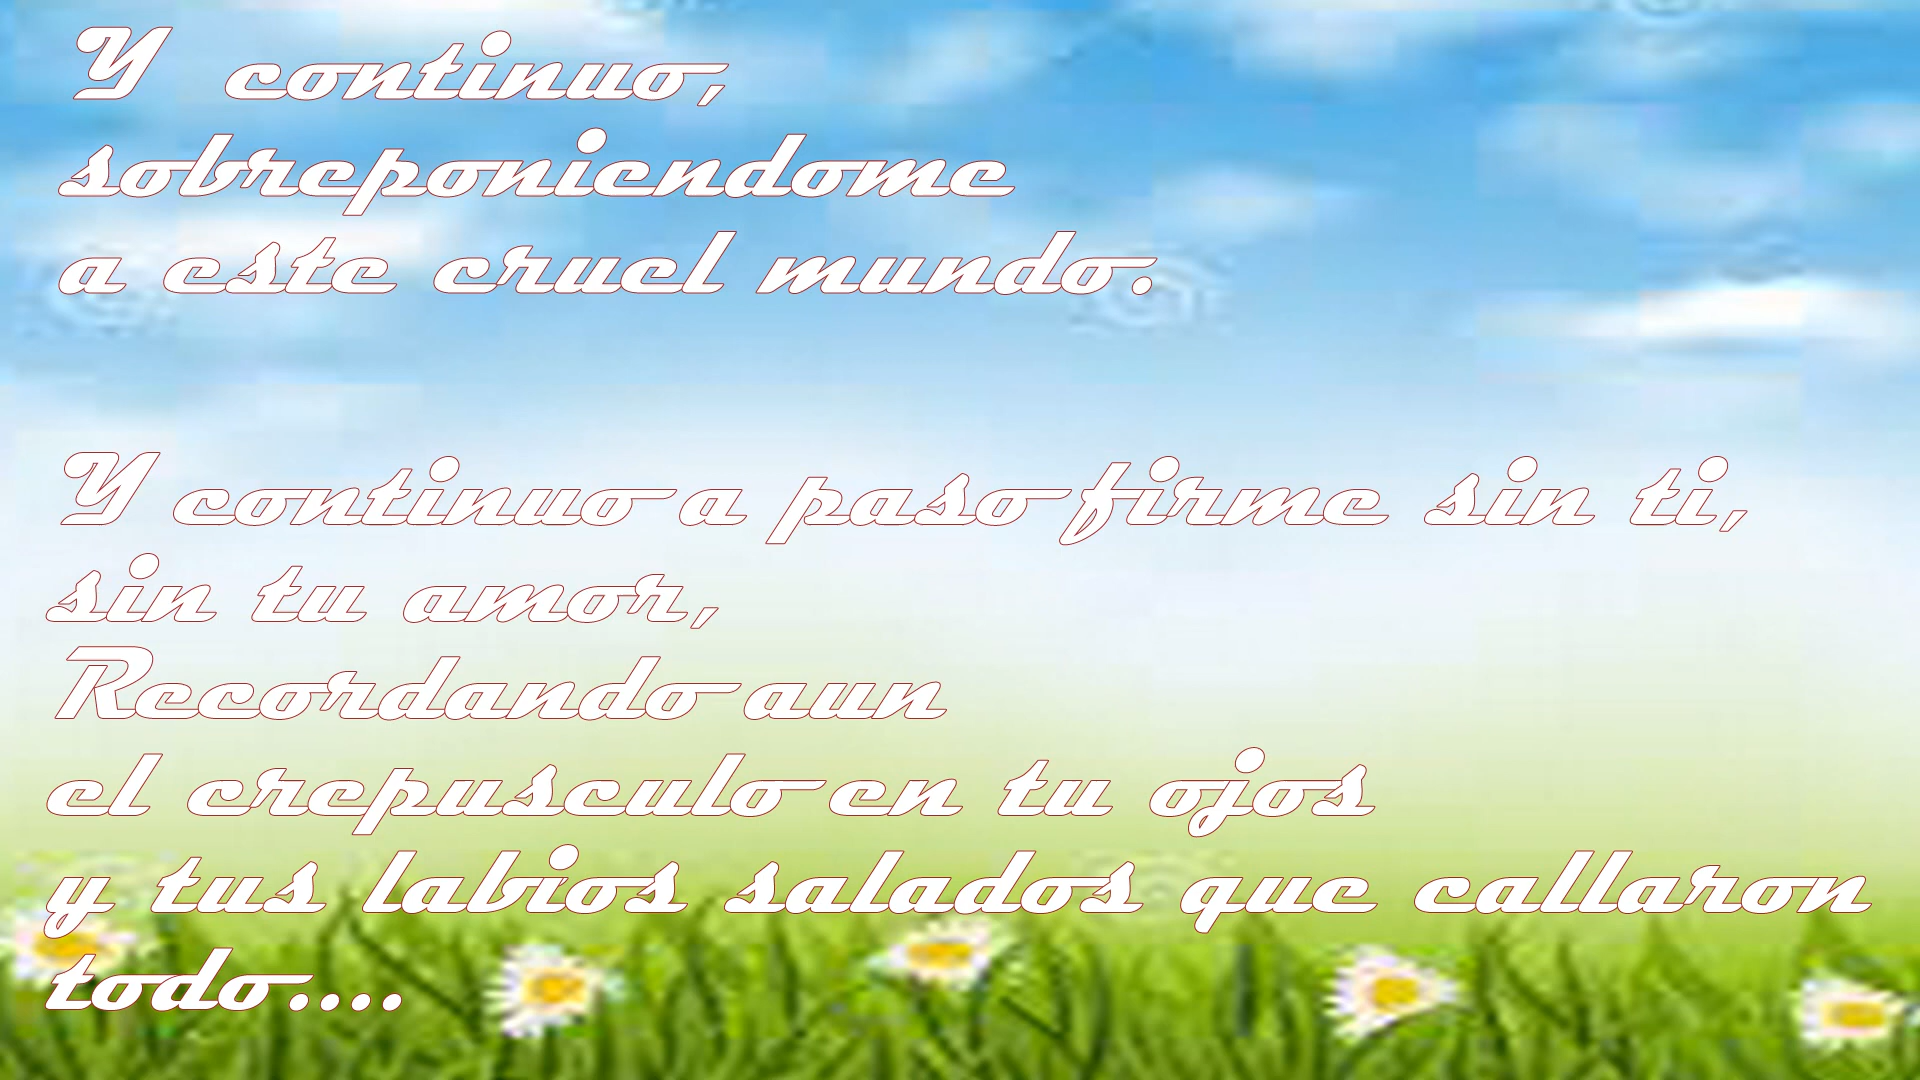 Y continuo,
sobreponiendome
a este cruel mundo.
Y continuo a paso firme sin ti,
sin tu amor,
Recordando aun
el crepusculo en tu ojos
y tus labios salados que callaron
todo....